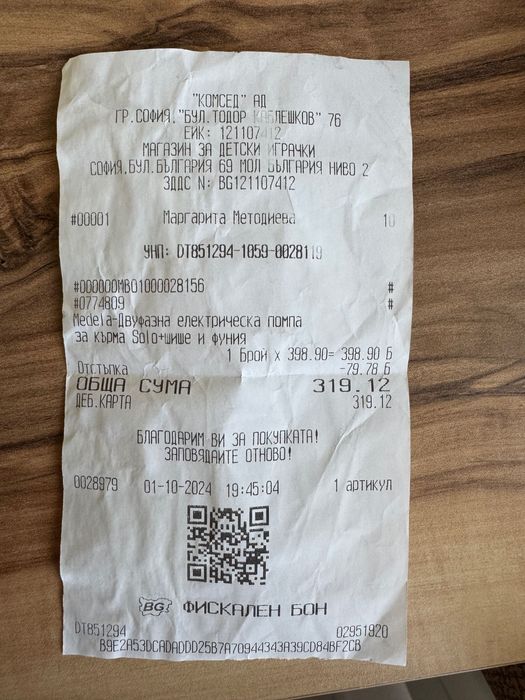 "КОМСЕД" АД
ГР.СОФИЯ,"БУЛ.ТОДОР КАБЛЕШКОВ" 76
ЕИК: 121107412
МАГАЗИН ЗА ДЕТСКИ ИГРАЧКИ
СОФИЯ,БУЛ.БЪЛГАРИЯ 69 МОЛ БЪЛГАРИЯ НИВО 2
ЗДДС N: BG121107412
#00001 Маргарита Методиева 10
УНП: DT851294-1059-0028119
#000000MB01000028156 #
#0774809 #
Medela-Двуфазна електрическа помпа
за кърма Solo+шише и фуния
1 Брой x 398.90= 398.90 Б
Отстъпка -79.78 Б
ОБЩА СУМА 319.12
ДЕБ.КАРТА 319.12
БЛАГОДАРИМ ВИ ЗА ПОКУПКАТА!
ЗАПОВЯДАЙТЕ ОТНОВО!
0028979 01-10-2024 19:45:04 1 артикул
BG ФИСКАЛЕН БОН
DT851294 02951920
B9E2A53DCADADDD25B7A70944343A39CD84BF2CB